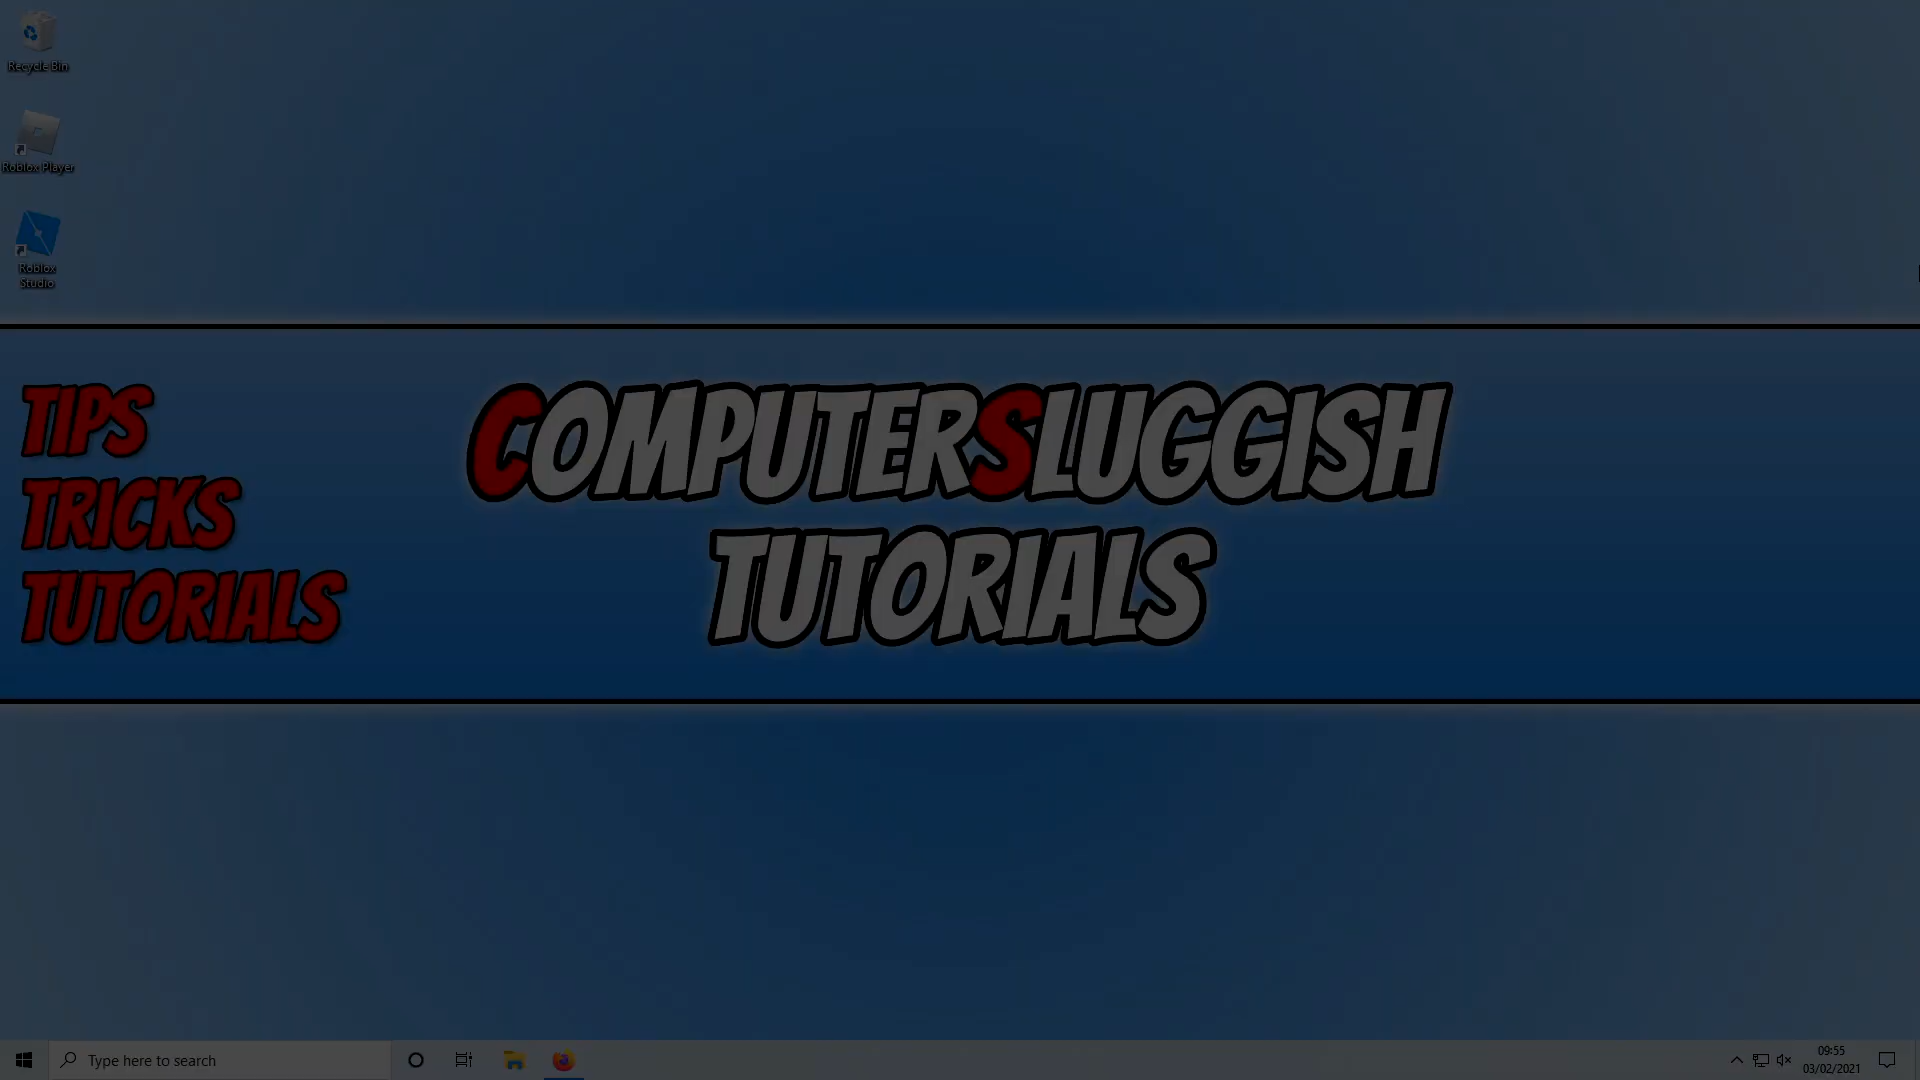 Recycle Bin
Roblox Player
Roblox
Studio
TIPS
TRICKS
TUTORIALS
COMPUTERSLUGGISH
TUTORIALS
Type here to search
09:55
03/02/2021